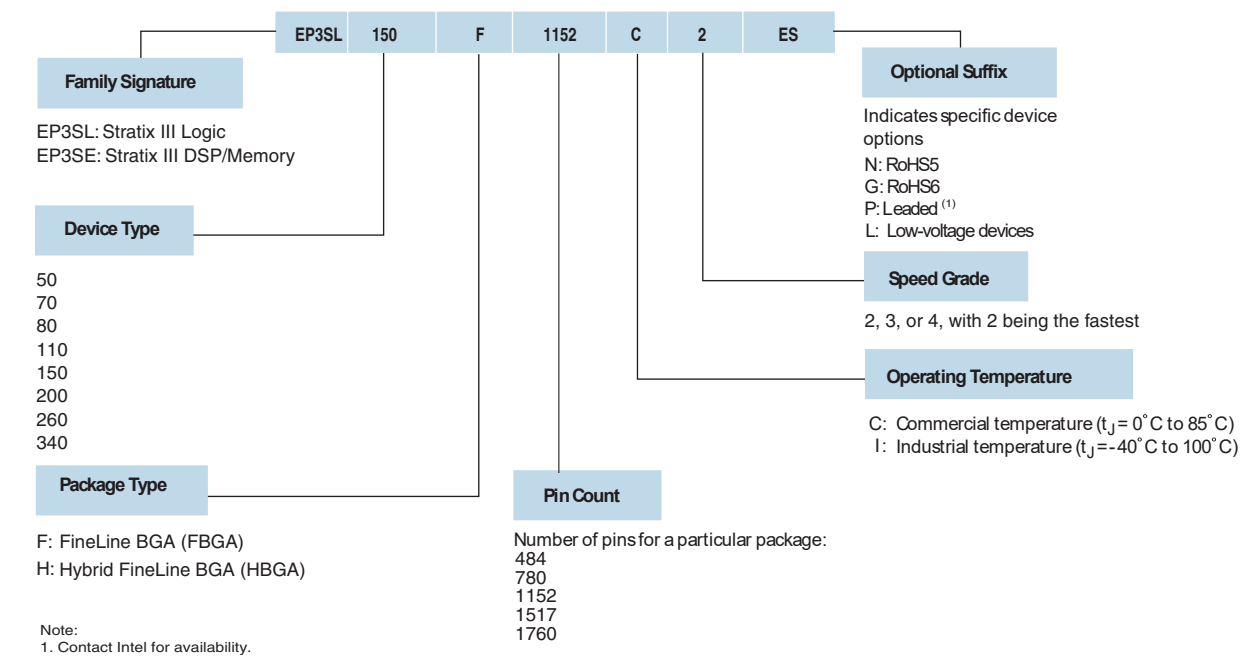 EP3SL 150 F 1152 C 2 ES
Family Signature
EP3SL: Stratix III Logic
EP3SE: Stratix III DSP/Memory
Device Type
50
70
80
110
150
200
260
340
Package Type
F: FineLine BGA (FBGA)
H: Hybrid FineLine BGA (HBGA)
Note:
1. Contact Intel for availability.
Pin Count
Number of pins for a particular package:
484
780
1152
1517
1760
Optional Suffix
Indicates specific device
options
N: RoHS5
G: RoHS6
P: Leaded (1)
L: Low-voltage devices
Speed Grade
2, 3, or 4, with 2 being the fastest
Operating Temperature
C: Commercial temperature (tJ = 0°C to 85°C)
I: Industrial temperature (tJ = -40°C to 100°C)